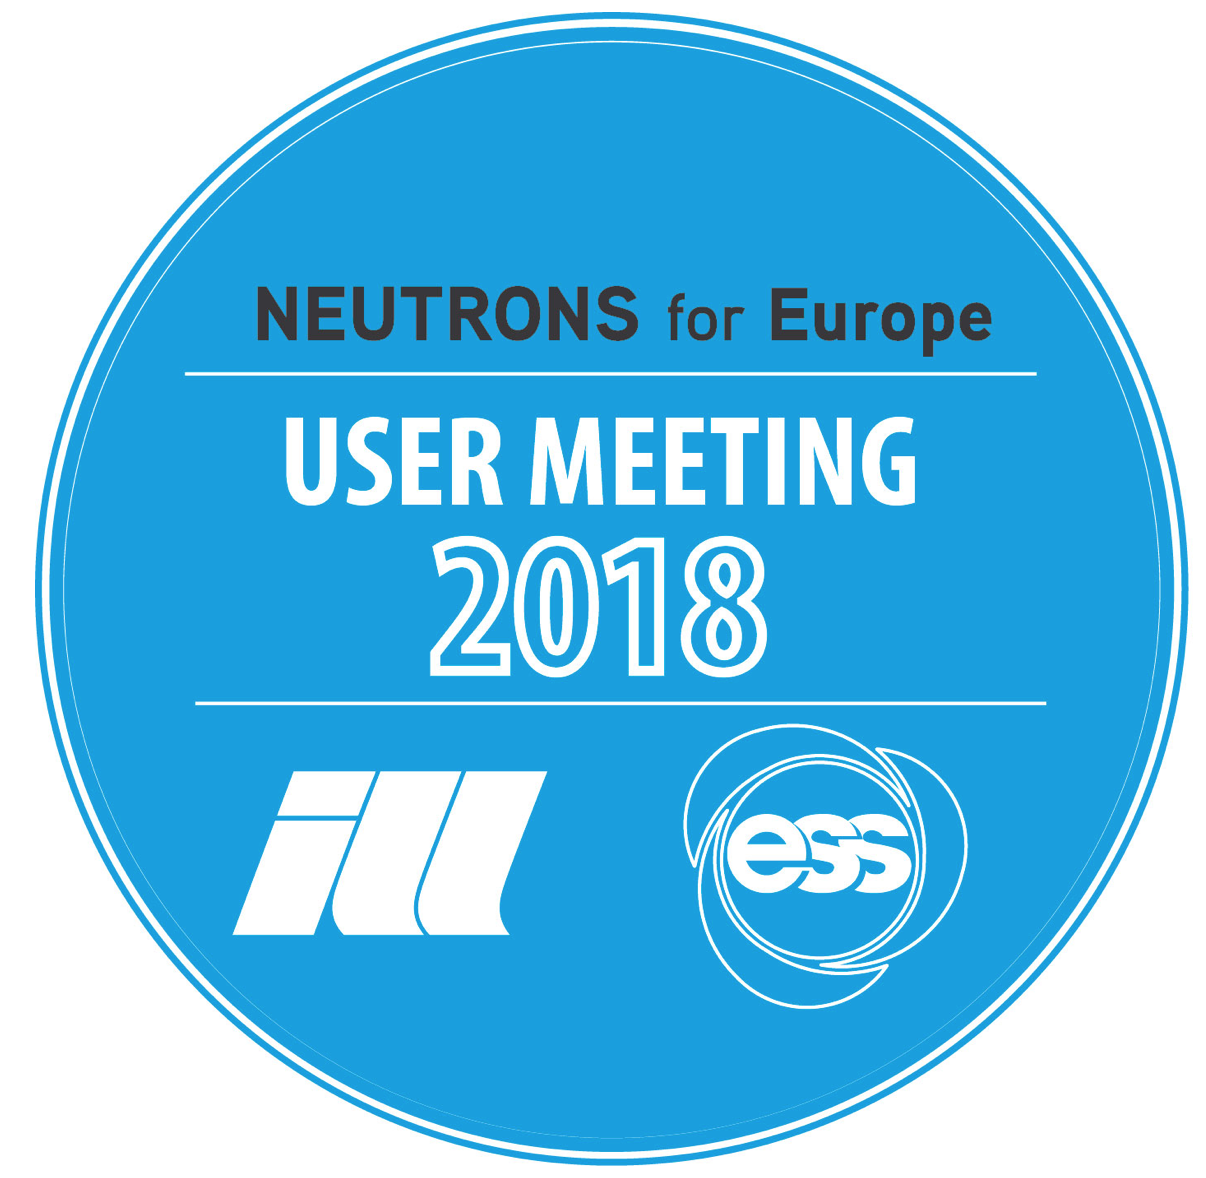 NEUTRONS for Europe
USER MEETING
2018
ill
ess